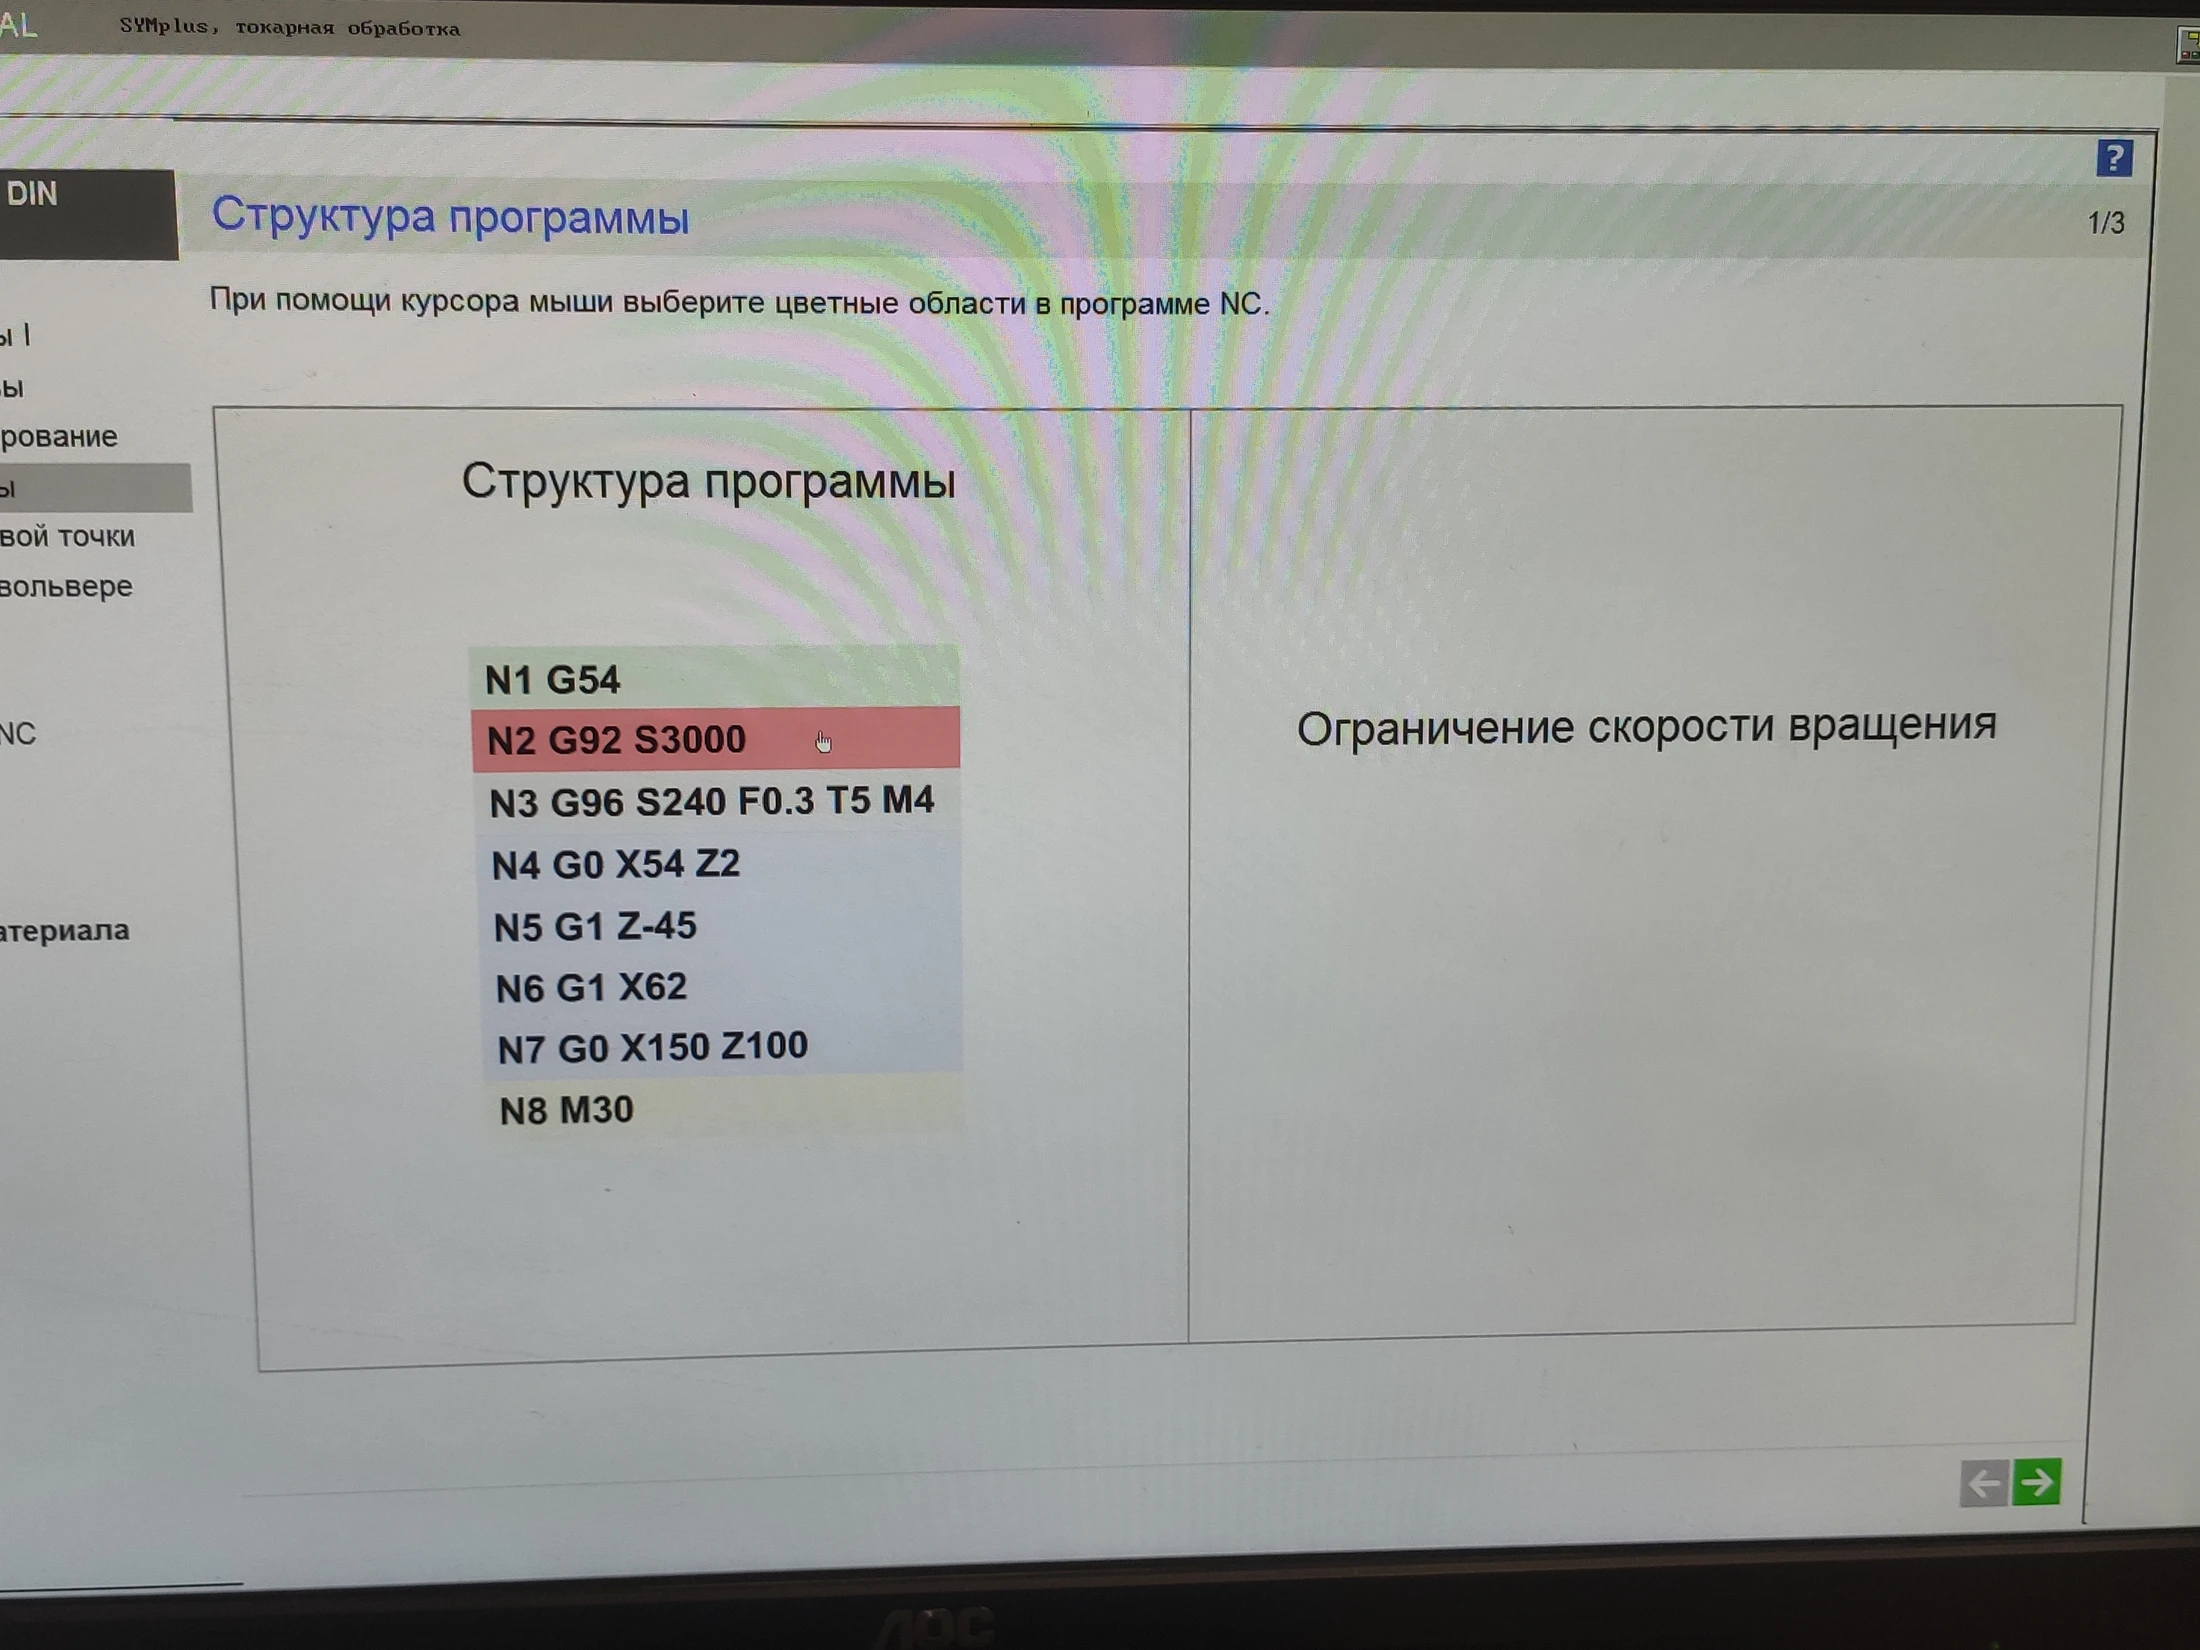 AL
SYMplus, токарная обработка
?
DIN
Структура программы
1/3
При помощи курсора мыши выберите цветные области в программе NC.
ы I
ы
рование
ы
вой точки
вольвере
NC
атериала
Структура программы
N1 G54
N2 G92 S3000
N3 G96 S240 F0.3 T5 M4
N4 G0 X54 Z2
N5 G1 Z-45
N6 G1 X62
N7 G0 X150 Z100
N8 M30
Ограничение скорости вращения
AOC